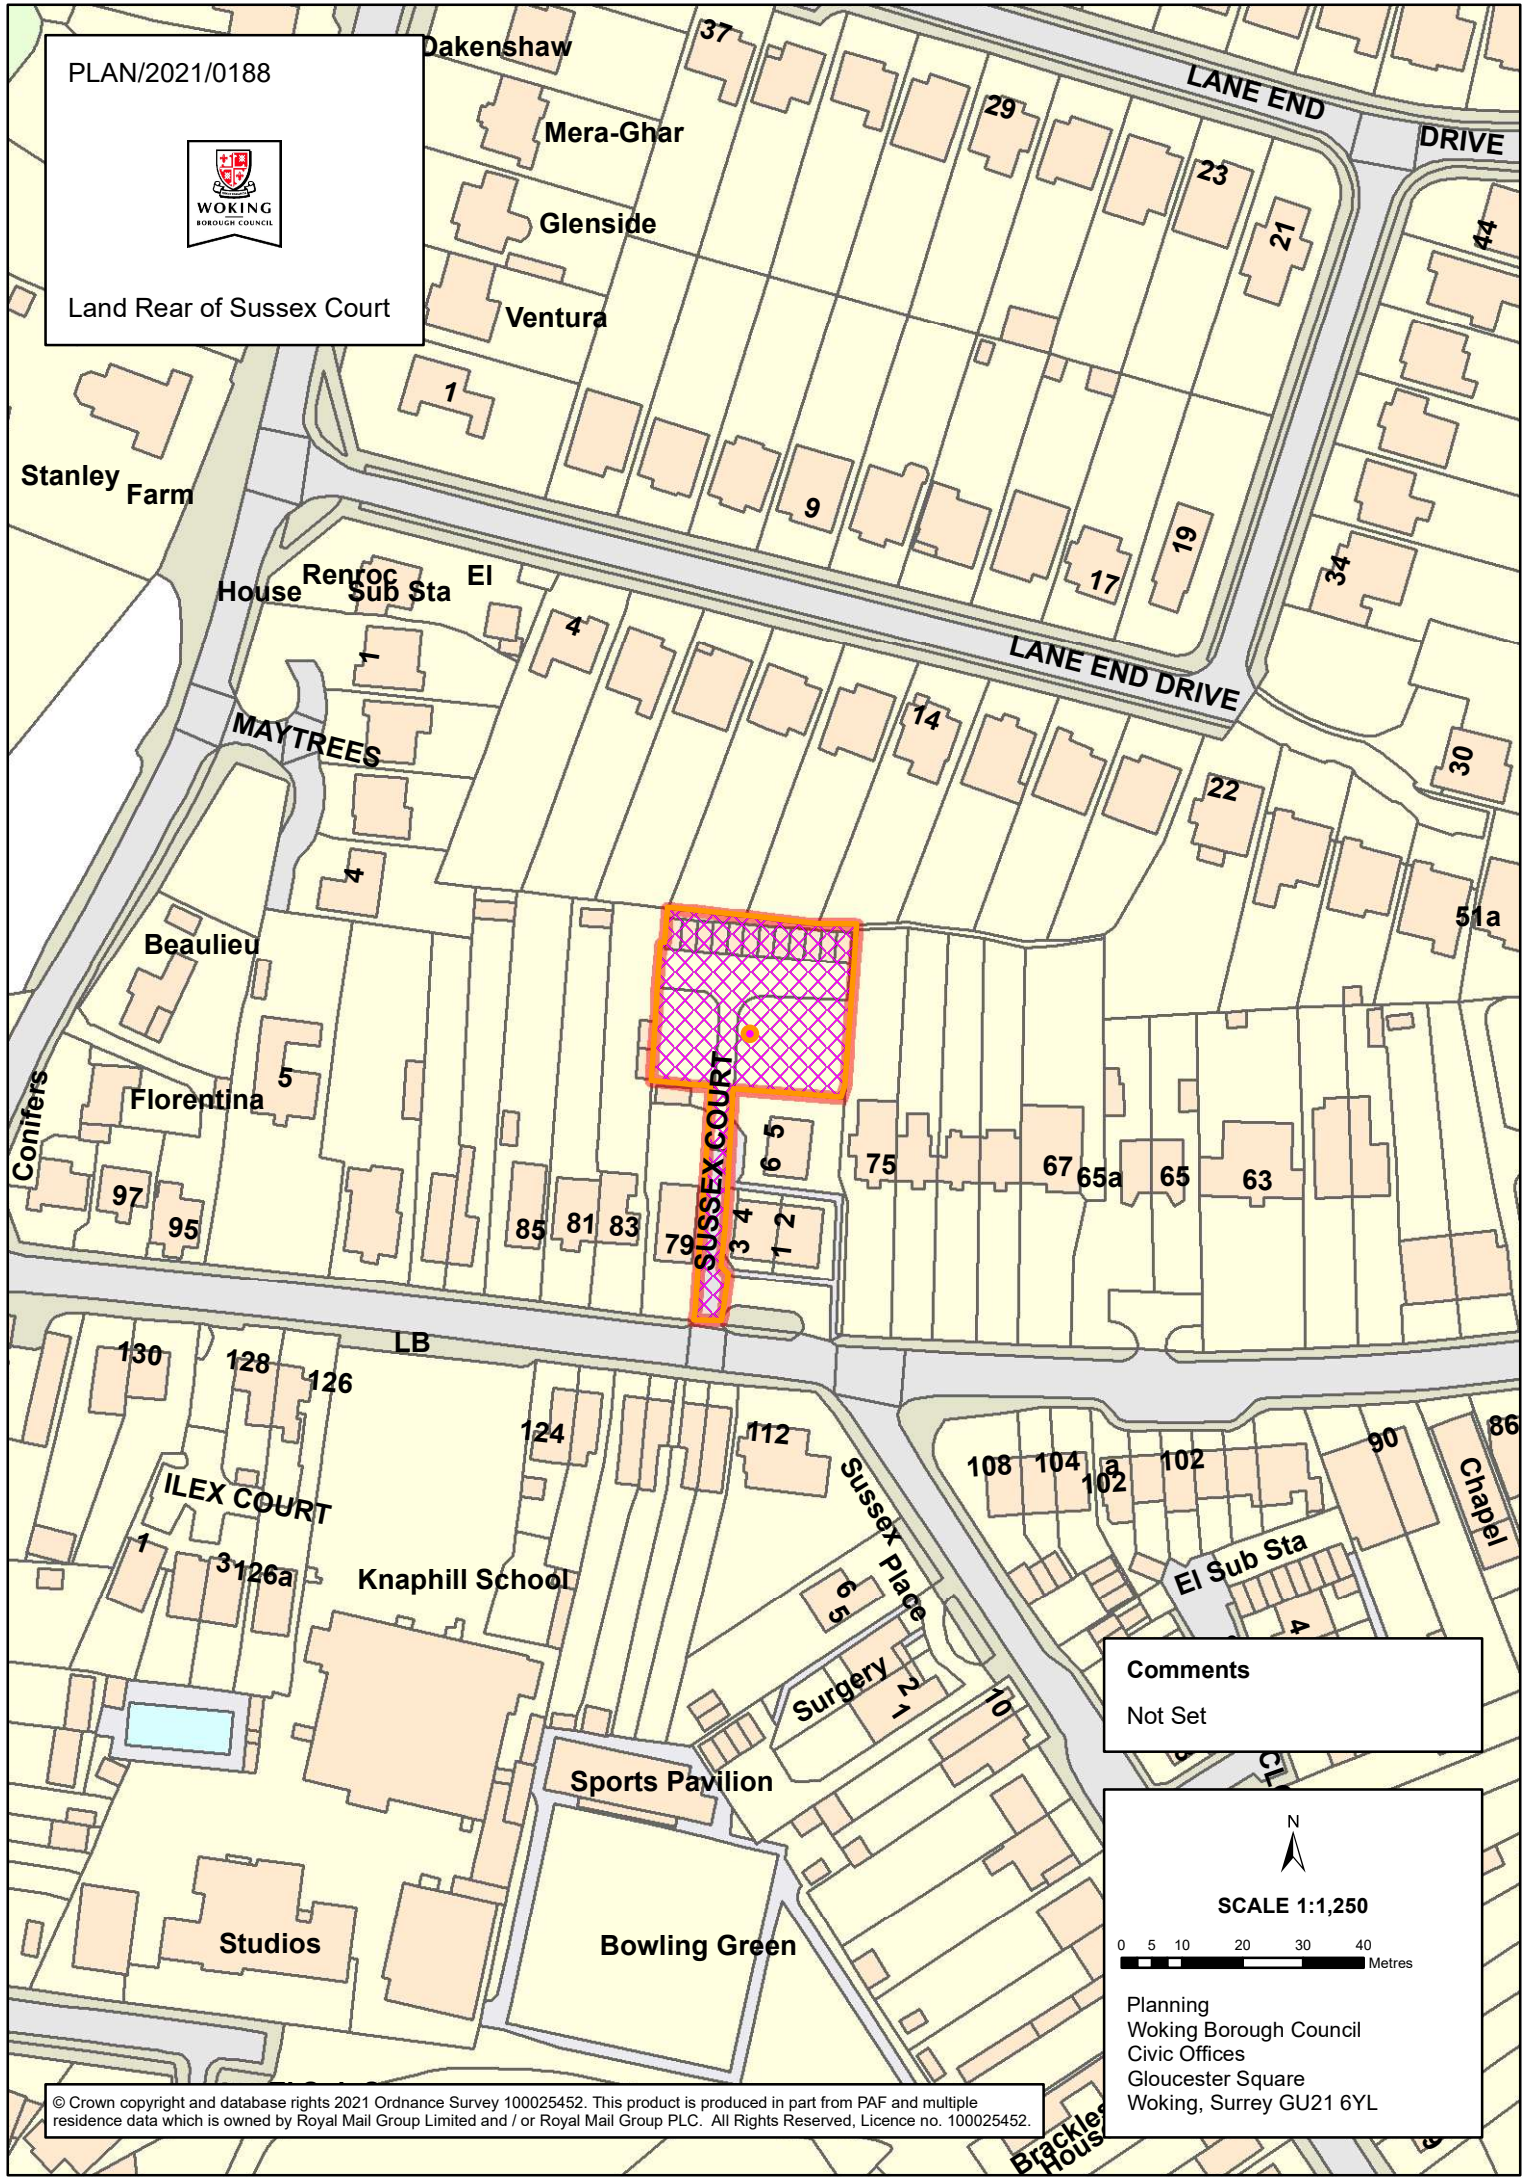 PLAN/2021/0188
WOKING
BOROUGH COUNCIL
Land Rear of Sussex Court
Oakenshaw
37
LANE END
DRIVE
Mera-Ghar
29
23
Glenside
21
44
Ventura
1
Stanley
Farm
9
19
17
34
Renroc
House
Sub Sta
El
4
1
LANE END DRIVE
MAYTREES
14
30
22
4
51a
Beaulieu
5
Florentina
Conifers
SUSSEX COURT
5
6
75
67
65a
65
63
97
95
85
81
83
79
4
3
2
1
LB
130
128
126
124
112
108
104
a
102
102
90
86
Chapel
ILEX COURT
1
3
126a
Knaphill School
Sussex Place
El Sub Sta
6
5
4
Surgery
2
1
10
Sports Pavilion
Studios
Bowling Green
Comments
Not Set
N
SCALE 1:1,250
0 5 10 20 30 40
Metres
Planning
Woking Borough Council
Civic Offices
Gloucester Square
Woking, Surrey GU21 6YL
© Crown copyright and database rights 2021 Ordnance Survey 100025452. This product is produced in part from PAF and multiple
residence data which is owned by Royal Mail Group Limited and / or Royal Mail Group PLC. All Rights Reserved, Licence no. 100025452.